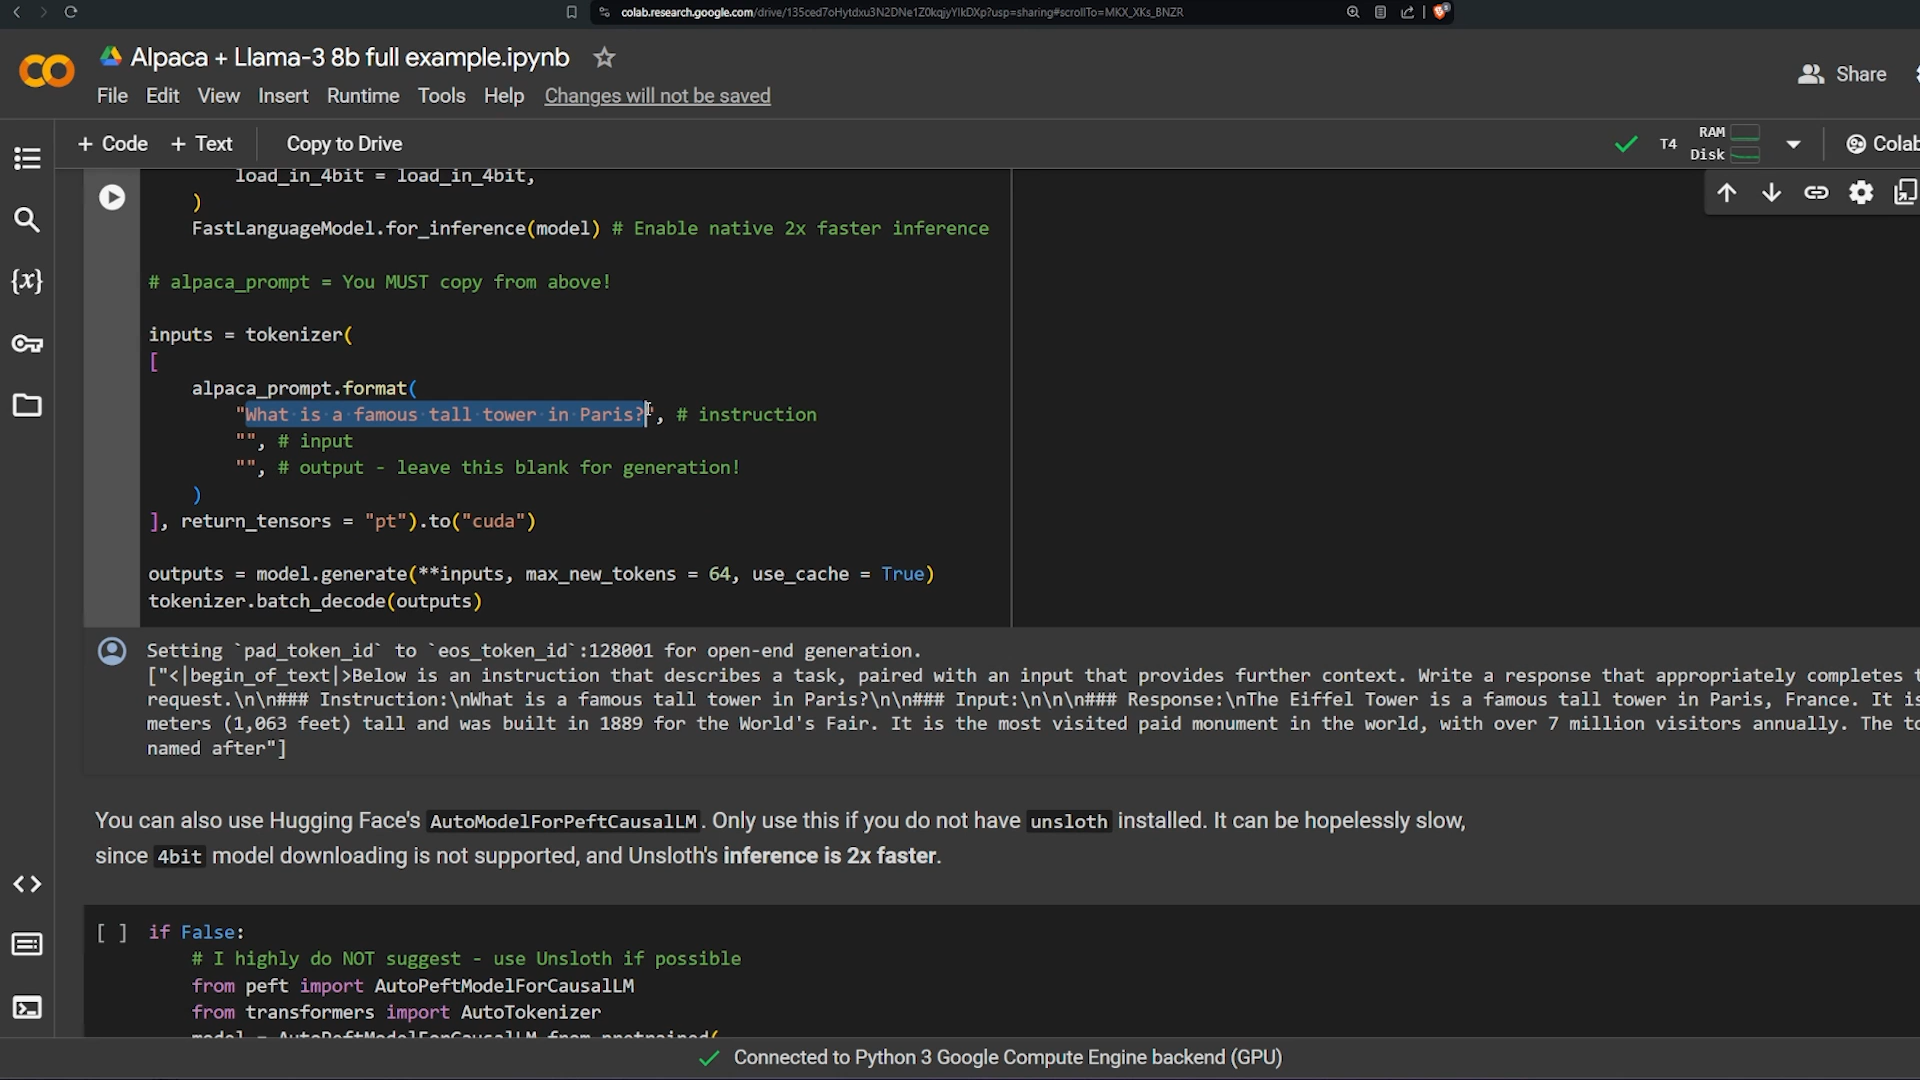 colab.research.google.com/drive/135ced7oHytdxu3N2DNe1Z0kqjyYlkDXp?usp=sharing#scrollTo=MKX_XKs_BNZR
Alpaca + Llama-3 8b full example.ipynb
Share
File Edit View Insert Runtime Tools Help Changes will not be saved
+ Code + Text Copy to Drive
T4 RAM Disk Colab
load_in_4bit = load_in_4bit,
)
FastLanguageModel.for_inference(model) # Enable native 2x faster inference
# alpaca_prompt = You MUST copy from above!
inputs = tokenizer(
[
alpaca_prompt.format(
"What is a famous tall tower in Paris?", # instruction
"", # input
"", # output - leave this blank for generation!
)
], return_tensors = "pt").to("cuda")
outputs = model.generate(**inputs, max_new_tokens = 64, use_cache = True)
tokenizer.batch_decode(outputs)
Setting `pad_token_id` to `eos_token_id`:128001 for open-end generation.
["<|begin_of_text|>Below is an instruction that describes a task, paired with an input that provides further context. Write a response that appropriately completes t
request.\n\n### Instruction:\nWhat is a famous tall tower in Paris?\n\n### Input:\n\n\n### Response:\nThe Eiffel Tower is a famous tall tower in Paris, France. It is
meters (1,063 feet) tall and was built in 1889 for the World's Fair. It is the most visited paid monument in the world, with over 7 million visitors annually. The to
named after"]
You can also use Hugging Face's AutoModelForPeftCausalLM. Only use this if you do not have unsloth installed. It can be hopelessly slow,
since 4bit model downloading is not supported, and Unsloth's inference is 2x faster.
[ ] if False:
# I highly do NOT suggest - use Unsloth if possible
from peft import AutoPeftModelForCausalLM
from transformers import AutoTokenizer
model = AutoPeftModelForCausalLM.from_pretrained(
Connected to Python 3 Google Compute Engine backend (GPU)